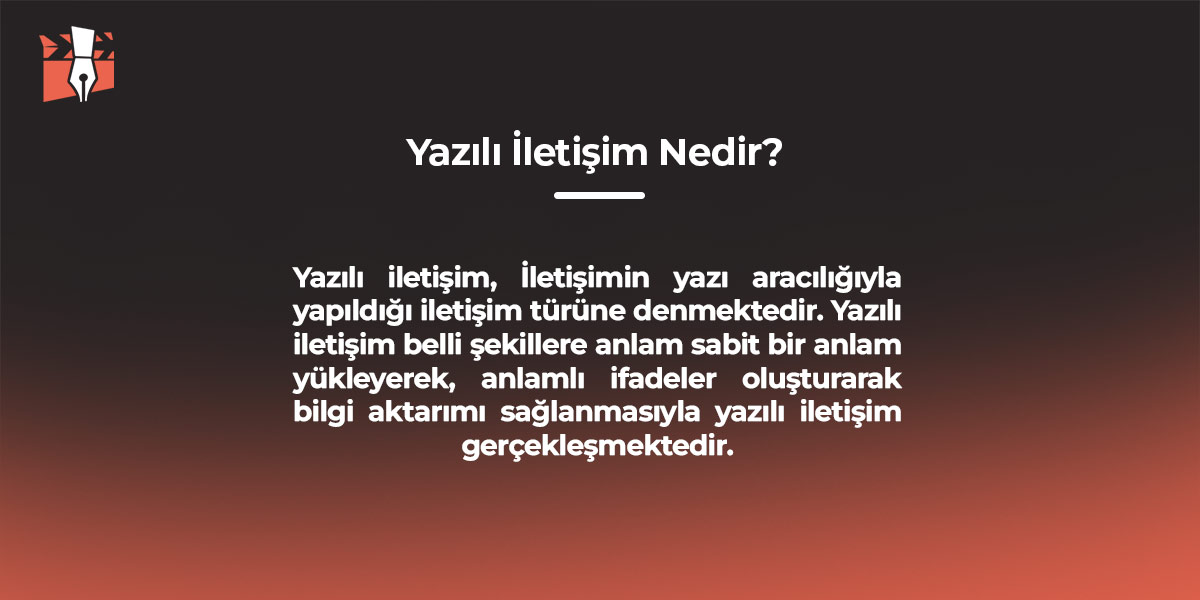 Yazılı İletişim Nedir?
Yazılı iletişim, İletişimin yazı aracılığıyla
yapıldığı iletişim türüne denmektedir. Yazılı
iletişim belli şekillere anlam sabit bir anlam
yükleyerek, anlamlı ifadeler oluşturarak
bilgi aktarımı sağlanmasıyla yazılı iletişim
gerçekleşmektedir.